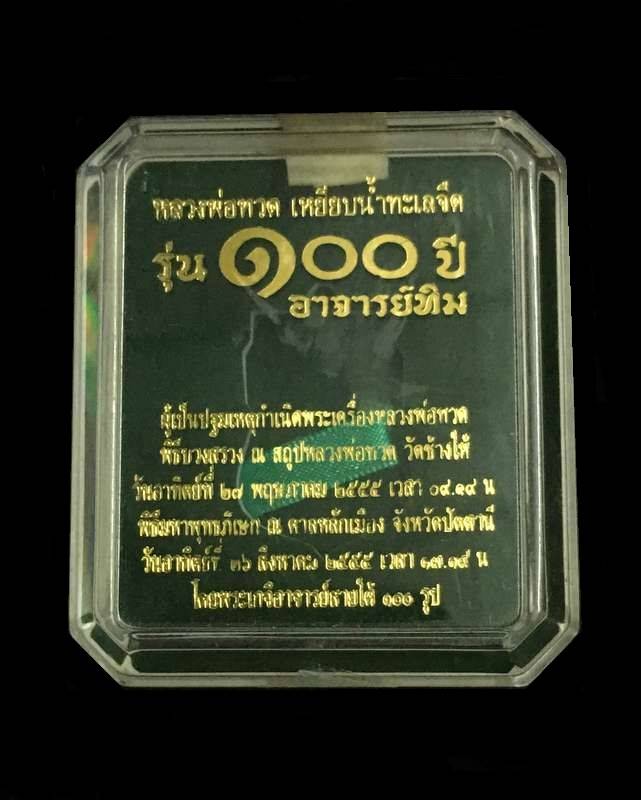 หลวงพ่อทวด เหยียบน้ำทะเลจืด
รุ่น ๑๐๐ ปี
อาจารย์ทิม
ผู้เป็นปฐมเหตุกำเนิดพระเครื่องหลวงพ่อทวด
พิธีบวงสรวง ณ สถูปหลวงพ่อทวด วัดช้างให้
วันอาทิตย์ที่ ๒๗ พฤษภาคม ๒๕๕๕ เวลา ๐๙.๑๙ น
พิธีมหาพุทธภิเษก ณ ศาลหลักเมือง จังหวัดปัตตานี
วันอาทิตย์ที่ ๒๖ สิงหาคม ๒๕๕๕ เวลา ๑๗.๑๙ น
โดยพระเกจิอาจารย์สายใต้ ๑๐๐ รูป